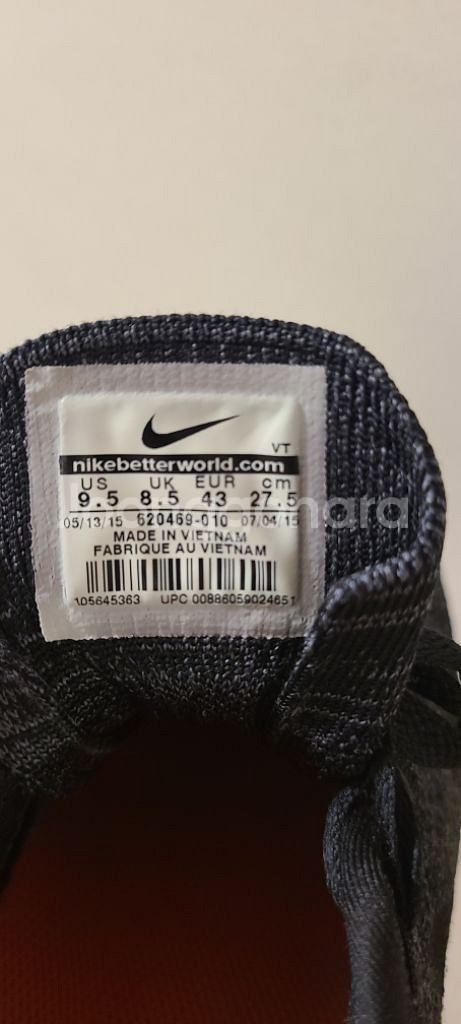 VT
nikebetterworld.com
US UK EUR cm
9.5 8.5 43 27.5
05/13/15 620469-010 07/04/15
MADE IN VIETNAM
FABRIQUE AU VIETNAM
105645363 UPC 00886059024651